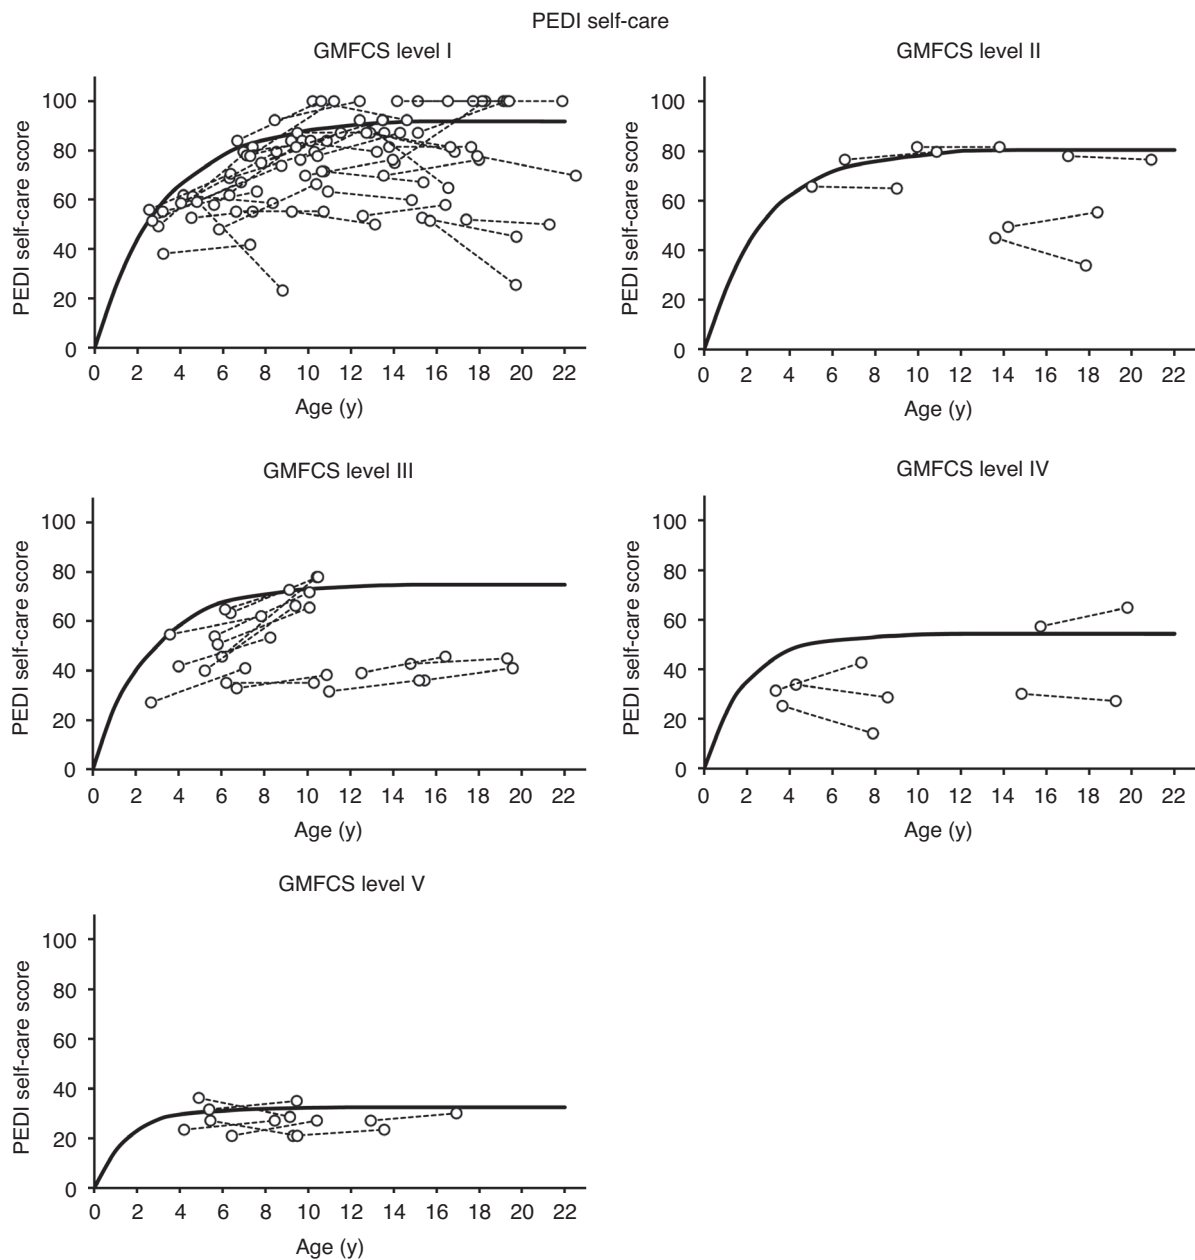 PEDI self-care
GMFCS level I
PEDI self-care score
100
80
60
40
20
0
0 2 4 6 8 10 12 14 16 18 20 22
Age (y)
GMFCS level II
PEDI self-care score
100
80
60
40
20
0
0 2 4 6 8 10 12 14 16 18 20 22
Age (y)
GMFCS level III
PEDI self-care score
100
80
60
40
20
0
0 2 4 6 8 10 12 14 16 18 20 22
Age (y)
GMFCS level IV
PEDI self-care score
100
80
60
40
20
0
0 2 4 6 8 10 12 14 16 18 20 22
Age (y)
GMFCS level V
PEDI self-care score
100
80
60
40
20
0
0 2 4 6 8 10 12 14 16 18 20 22
Age (y)